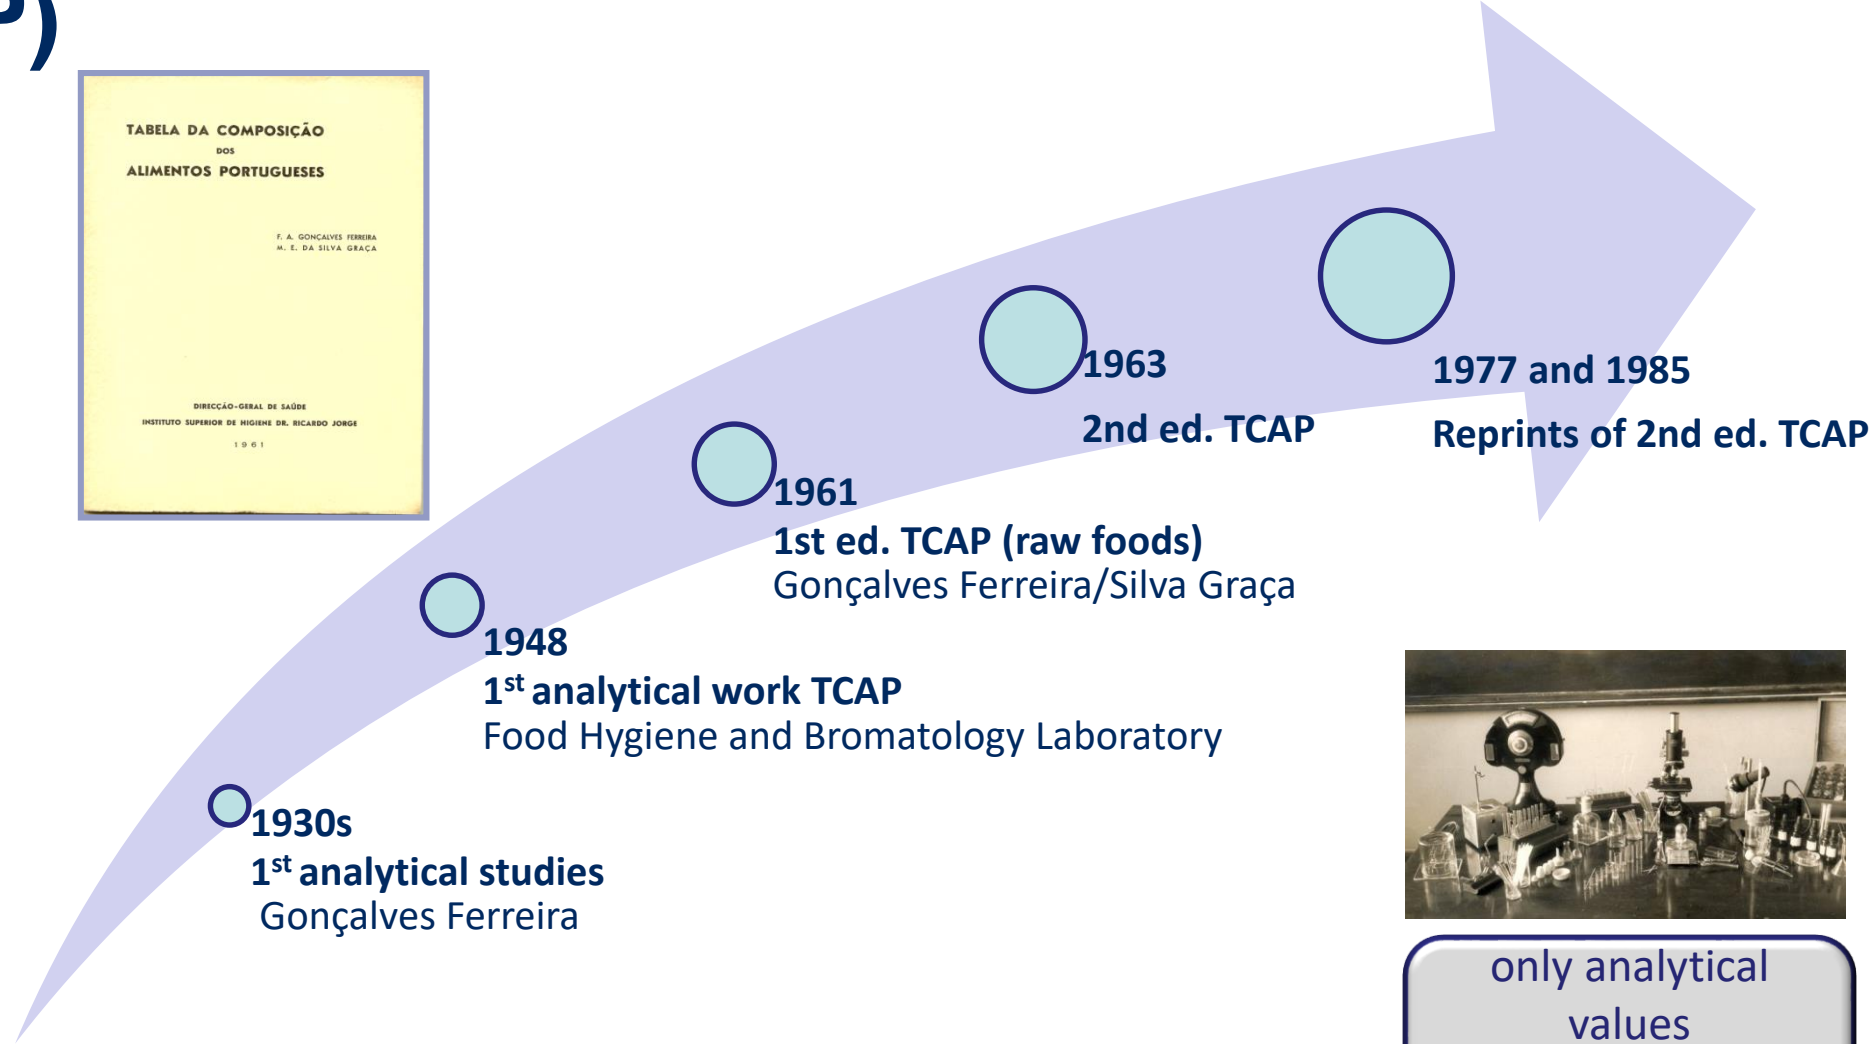 P)
TABELA DA COMPOSIÇÃO
DOS
ALIMENTOS PORTUGUESES
F. A. GONÇALVES FERREIRA
M. E. DA SILVA GRAÇA
DIRECÇÃO-GERAL DE SAÚDE
INSTITUTO SUPERIOR DE HIGIENE DR. RICARDO JORGE
1961
1930s
1st analytical studies
Gonçalves Ferreira
1948
1st analytical work TCAP
Food Hygiene and Bromatology Laboratory
1961
1st ed. TCAP (raw foods)
Gonçalves Ferreira/Silva Graça
1963
2nd ed. TCAP
1977 and 1985
Reprints of 2nd ed. TCAP
only analytical
values